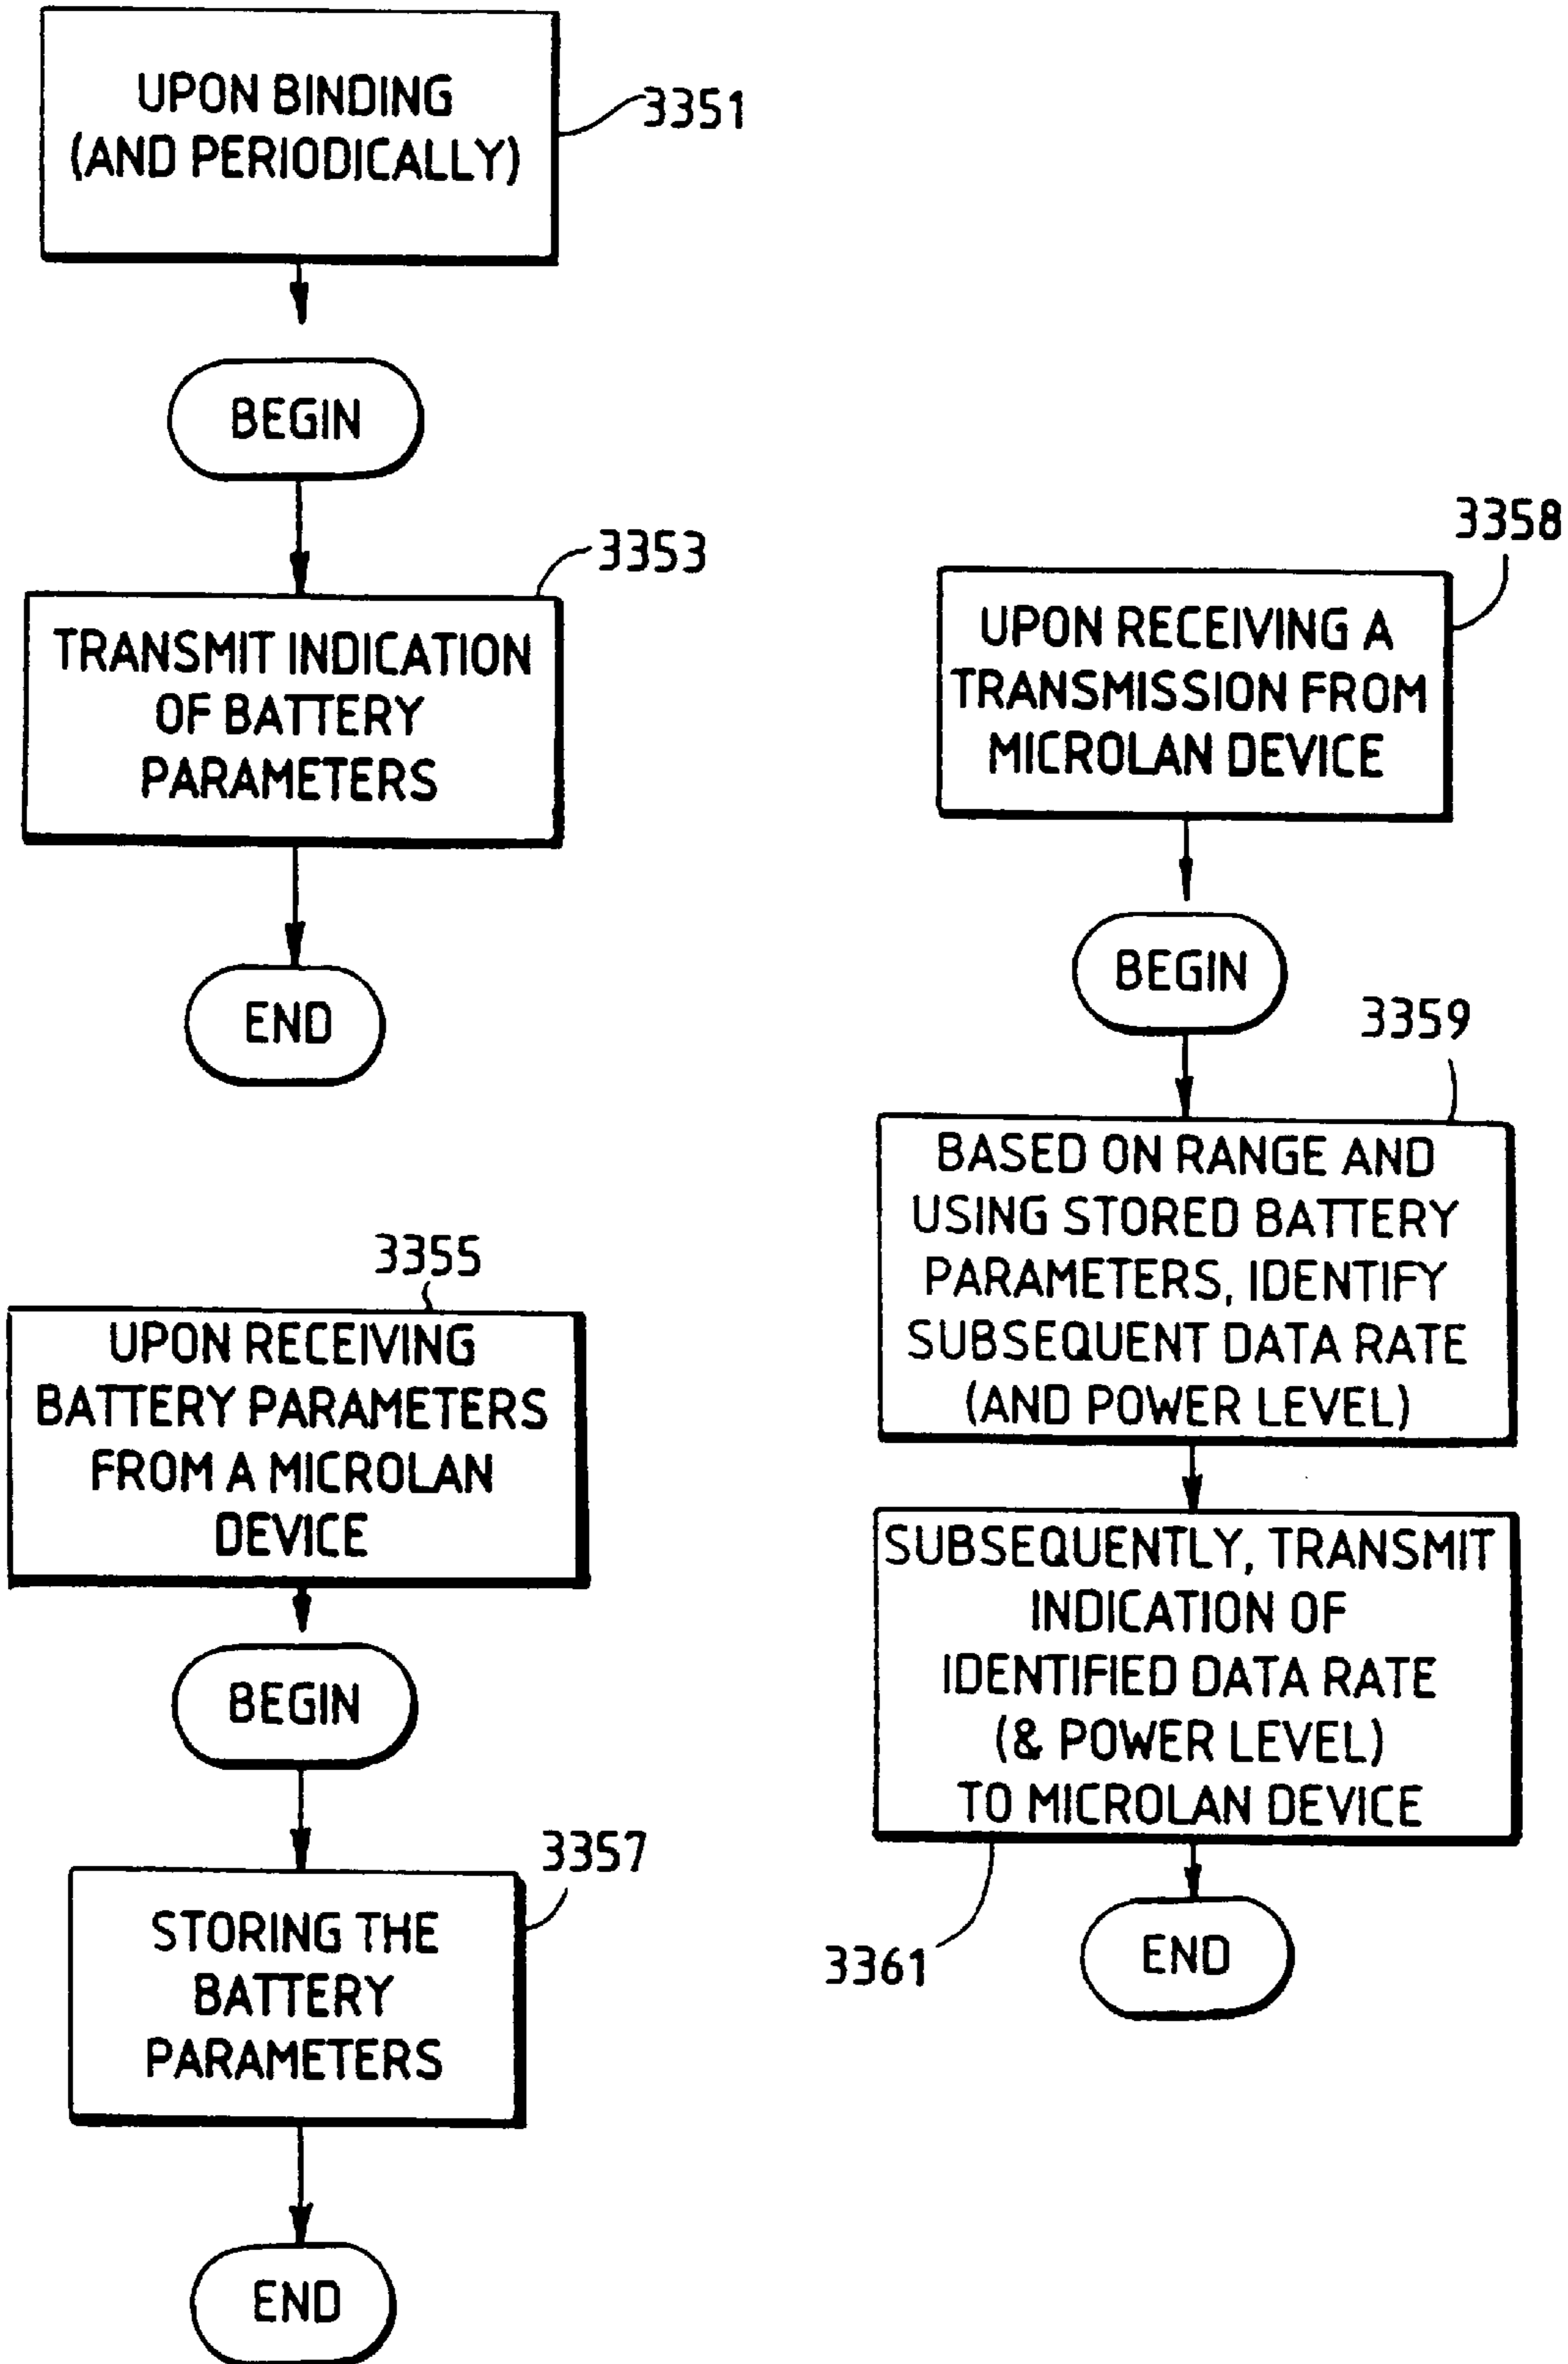 UPON BINDING
(AND PERIODICALLY)
3351
BEGIN
3353
TRANSMIT INDICATION
OF BATTERY
PARAMETERS
END
3355
UPON RECEIVING
BATTERY PARAMETERS
FROM A MICROLAN
DEVICE
BEGIN
3357
STORING THE
BATTERY
PARAMETERS
END
3358
UPON RECEIVING A
TRANSMISSION FROM
MICROLAN DEVICE
BEGIN
3359
BASED ON RANGE AND
USING STORED BATTERY
PARAMETERS, IDENTIFY
SUBSEQUENT DATA RATE
(AND POWER LEVEL)
SUBSEQUENTLY, TRANSMIT
INDICATION OF
IDENTIFIED DATA RATE
(& POWER LEVEL)
TO MICROLAN DEVICE
3361
END